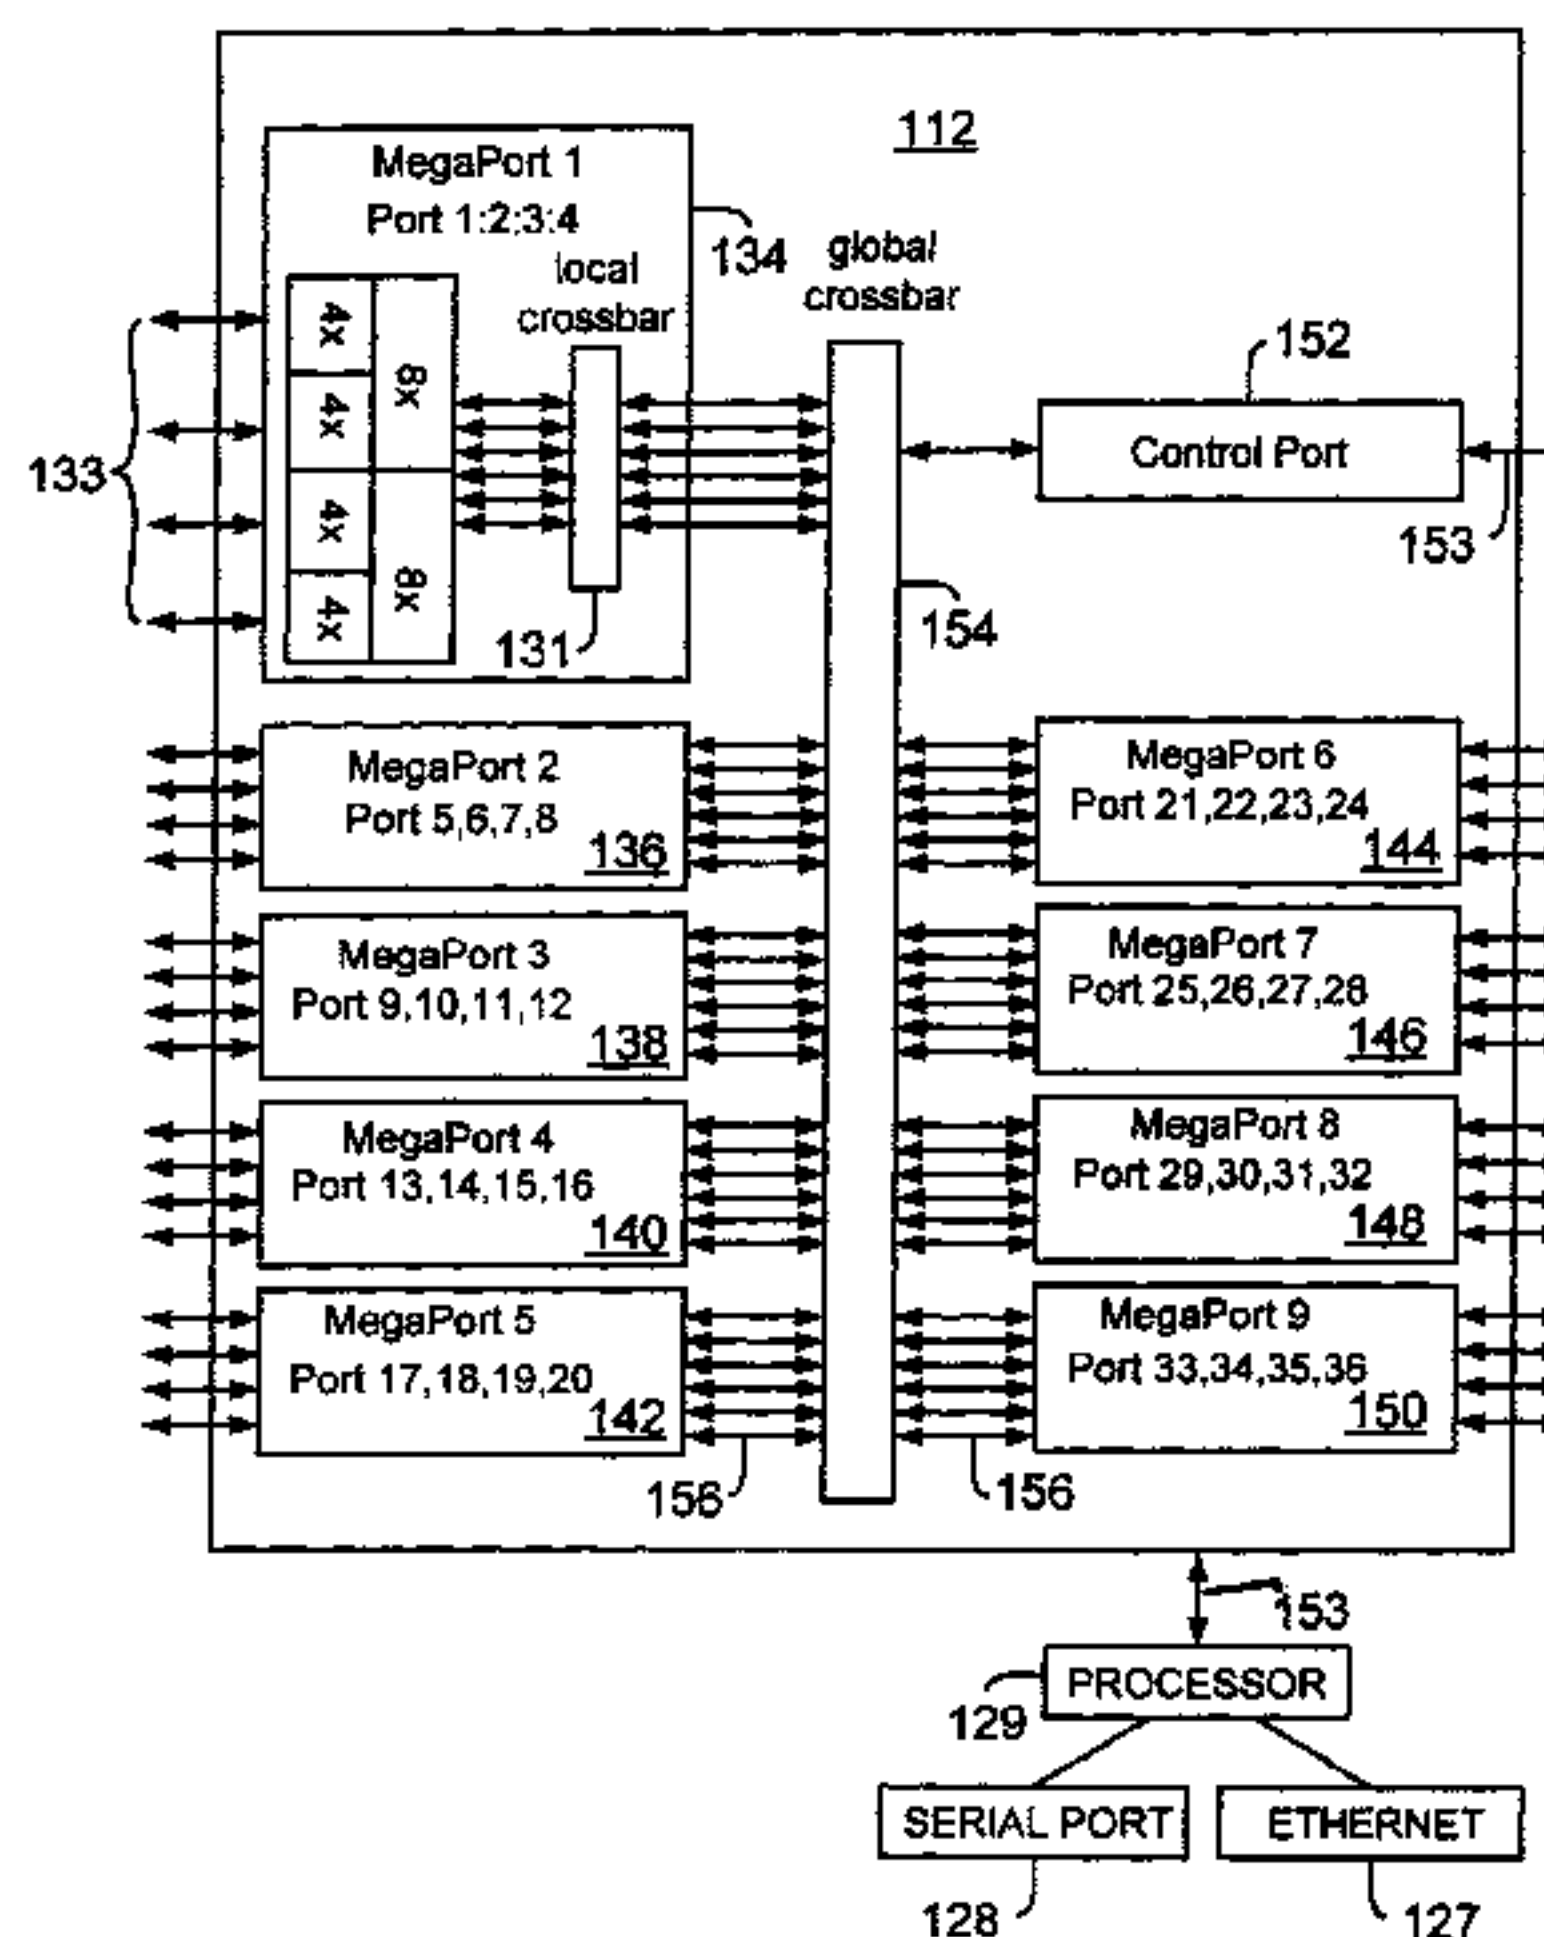 112
MegaPort 1
Port 1:2;3:4
134
local
crossbar
global
crossbar
4x
4x
4x
4x
8x
8x
133
131
152
Control Port
153
154
MegaPort 2
Port 5,6,7,8
136
MegaPort 6
Port 21,22,23,24
144
MegaPort 3
Port 9,10,11,12
138
MegaPort 7
Port 25,26,27,28
146
MegaPort 4
Port 13,14,15,16
140
MegaPort 8
Port 29,30,31,32
148
MegaPort 5
Port 17,18,19,20
142
MegaPort 9
Port 33,34,35,36
150
156
156
153
PROCESSOR
129
SERIAL PORT
ETHERNET
128
127